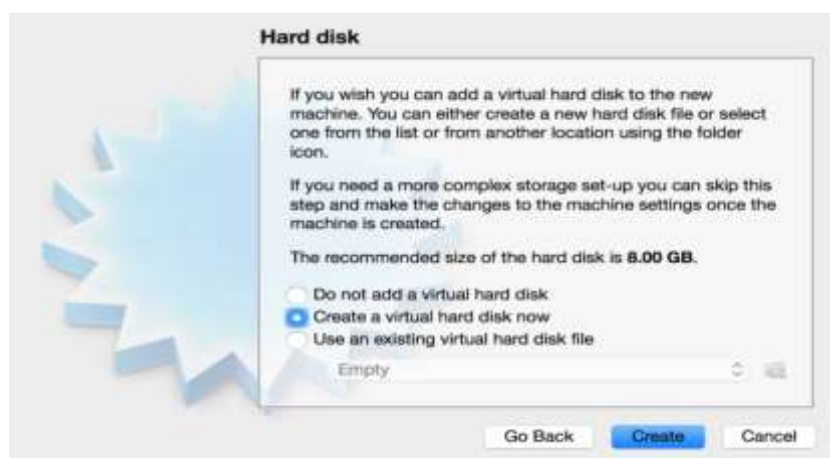 Hard disk
If you wish you can add a virtual hard disk to the new
machine. You can either create a new hard disk file or select
one from the list or from another location using the folder
icon.
If you need a more complex storage set-up you can skip this
step and make the changes to the machine settings once the
machine is created.
The recommended size of the hard disk is 8.00 GB.
Do not add a virtual hard disk
Create a virtual hard disk now
Use an existing virtual hard disk file
Empty
Go Back Create Cancel